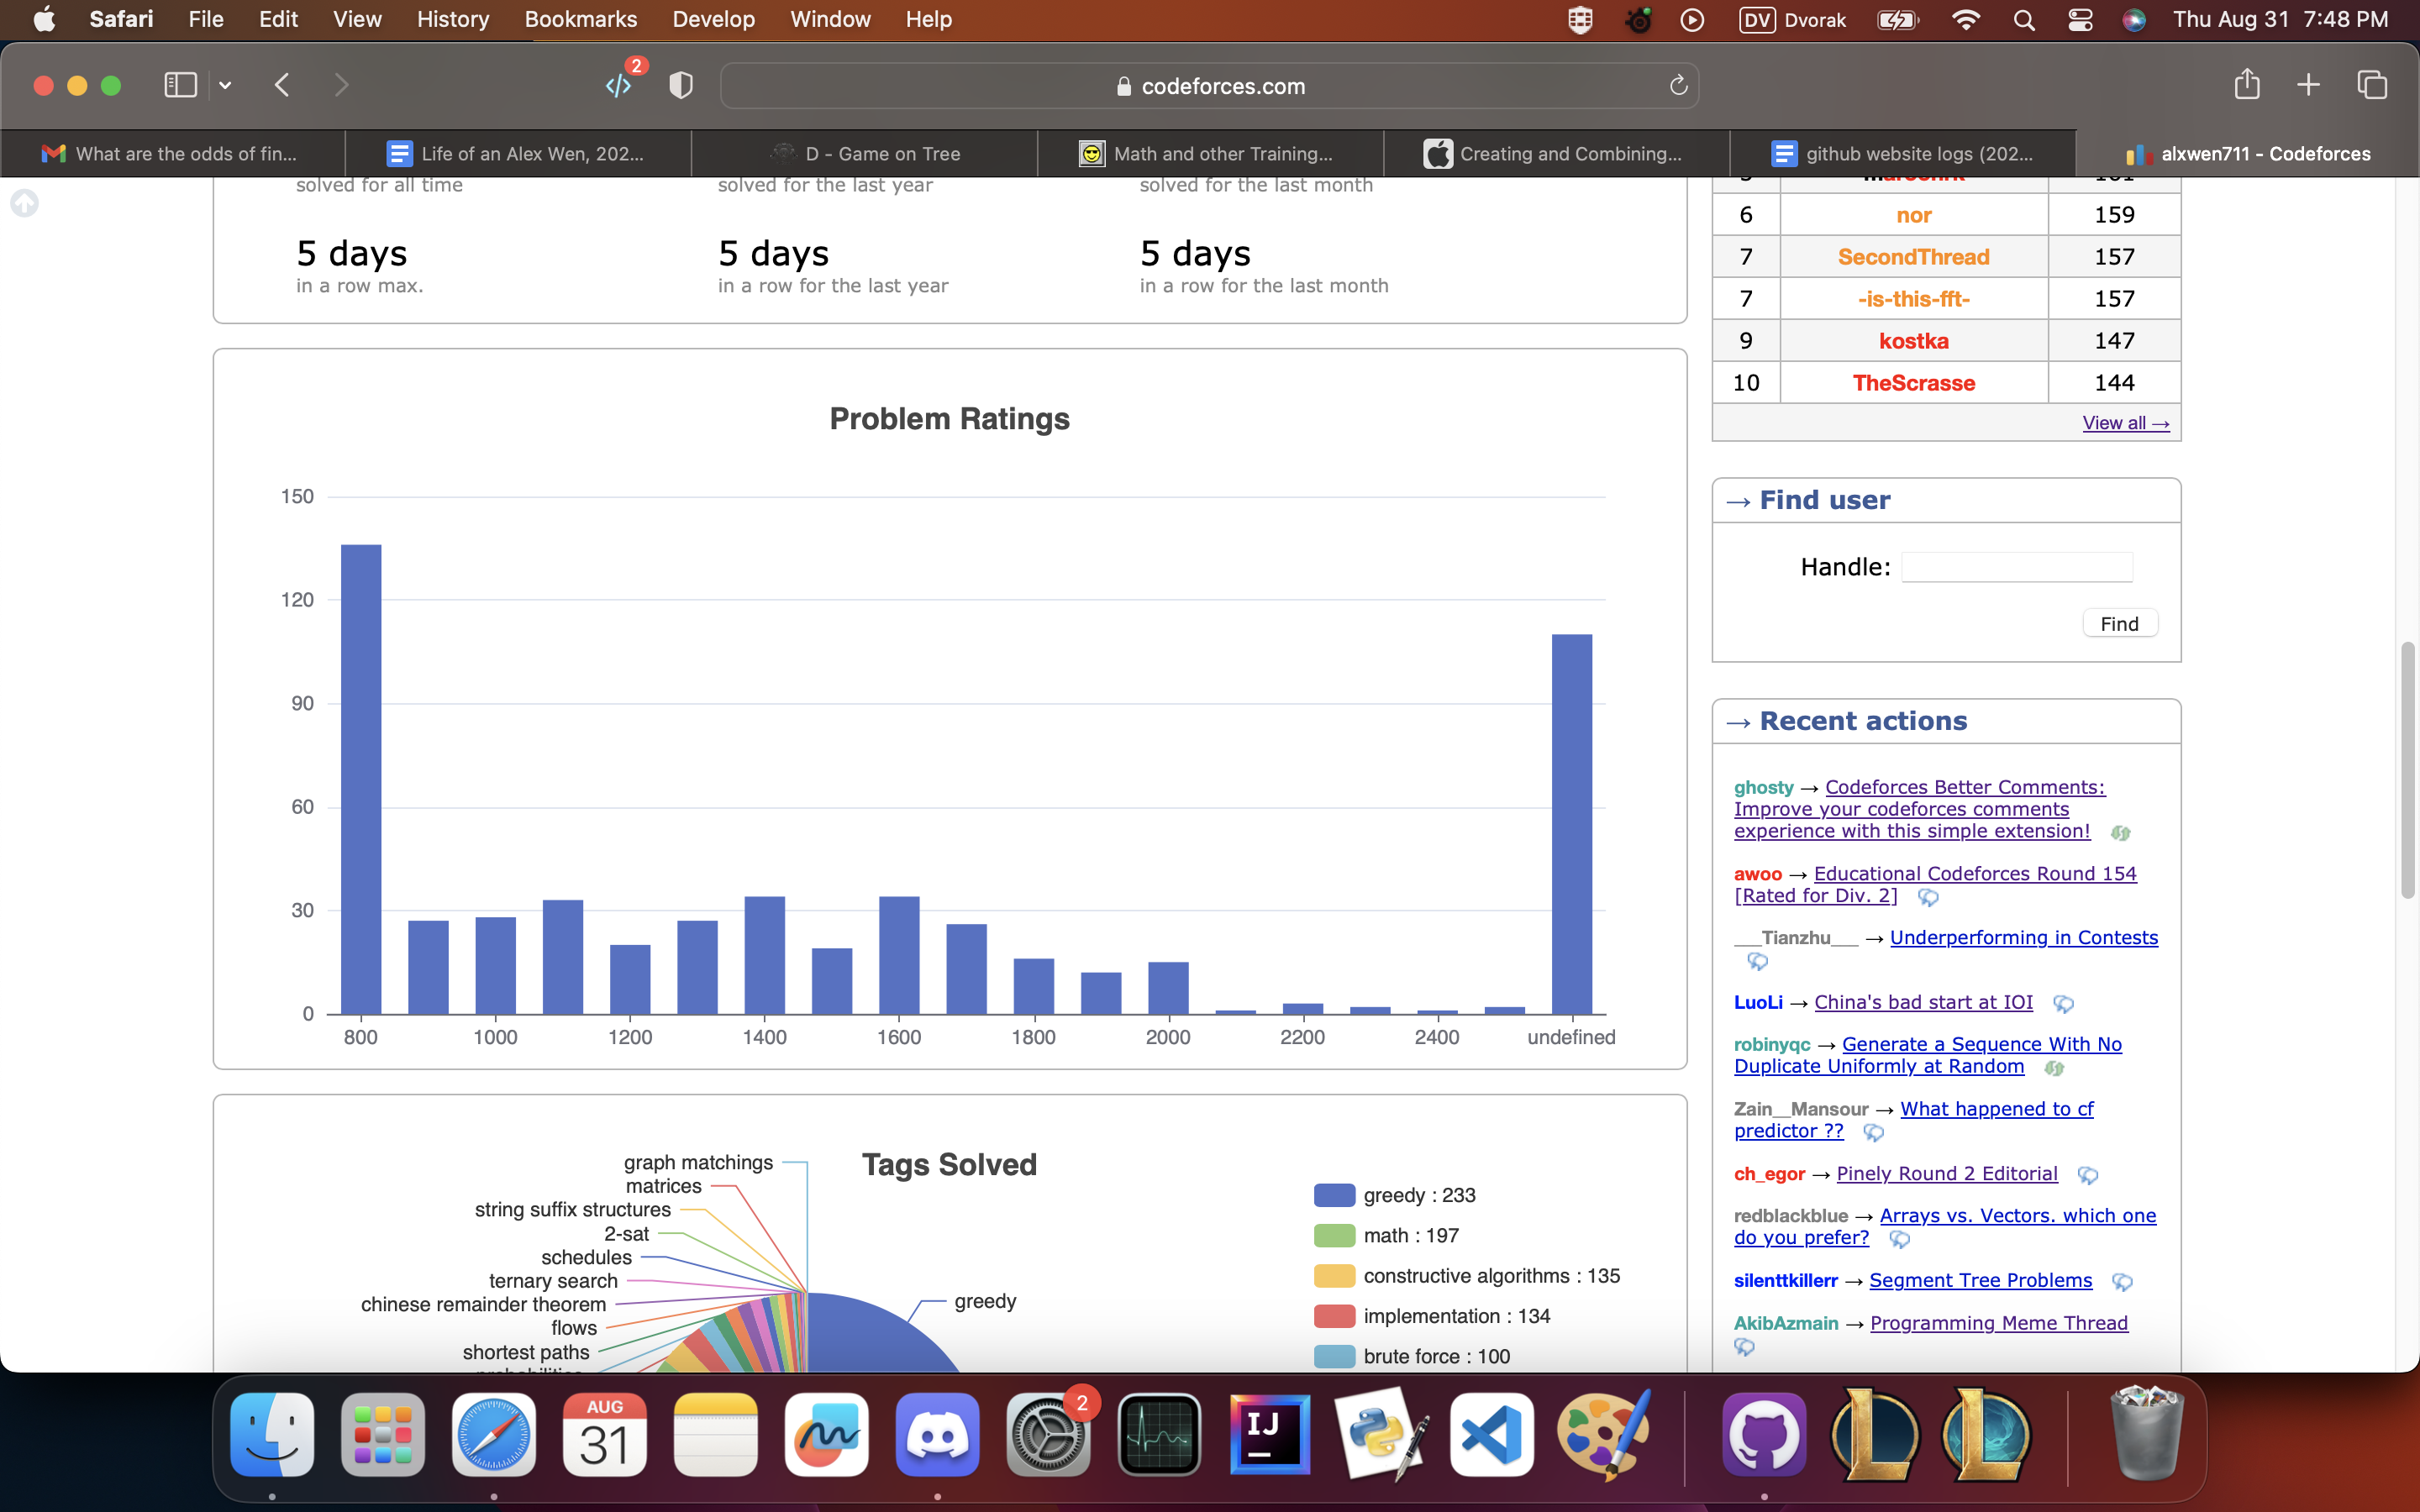 Safari File Edit View History Bookmarks Develop Window Help DV Dvorak Thu Aug 31 7:48 PM
2
codeforces.com
What are the odds of fin...
Life of an Alex Wen, 202...
D - Game on Tree
Math and other Training...
Creating and Combining...
github website logs (202...
alxwen711 - Codeforces
solved for all time
solved for the last year
solved for the last month
5 days
in a row max.
5 days
in a row for the last year
5 days
in a row for the last month
Problem Ratings
150
120
90
60
30
0
800 1000 1200 1400 1600 1800 2000 2200 2400 undefined
Tags Solved
graph matchings
matrices
string suffix structures
2-sat
schedules
ternary search
chinese remainder theorem
flows
shortest paths
greedy
greedy : 233
math : 197
constructive algorithms : 135
implementation : 134
brute force : 100
6 nor 159
7 SecondThread 157
7 -is-this-fft- 157
9 kostka 147
10 TheScrasse 144
View all →
→ Find user
Handle:
Find
→ Recent actions
ghosty → Codeforces Better Comments:
Improve your codeforces comments
experience with this simple extension!
awoo → Educational Codeforces Round 154
[Rated for Div. 2]
___Tianzhu___ → Underperforming in Contests
LuoLi → China's bad start at IOI
robinyqc → Generate a Sequence With No
Duplicate Uniformly at Random
Zain__Mansour → What happened to cf
predictor ??
ch_egor → Pinely Round 2 Editorial
redblackblue → Arrays vs. Vectors. which one
do you prefer?
silenttkillerr → Segment Tree Problems
AkibAzmain → Programming Meme Thread
AUG
31
2
IJ